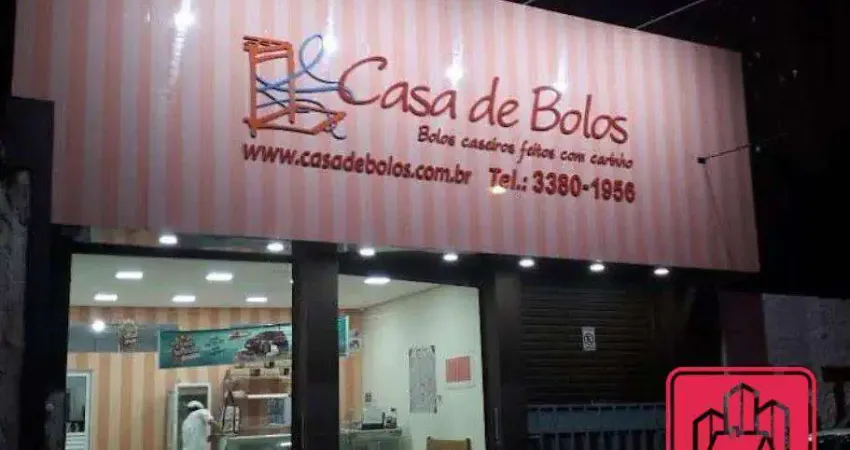 Casa de Bolos
Bolos caseiros feitos com carinho
www.casadebolos.com.br Tel.: 3380-1956